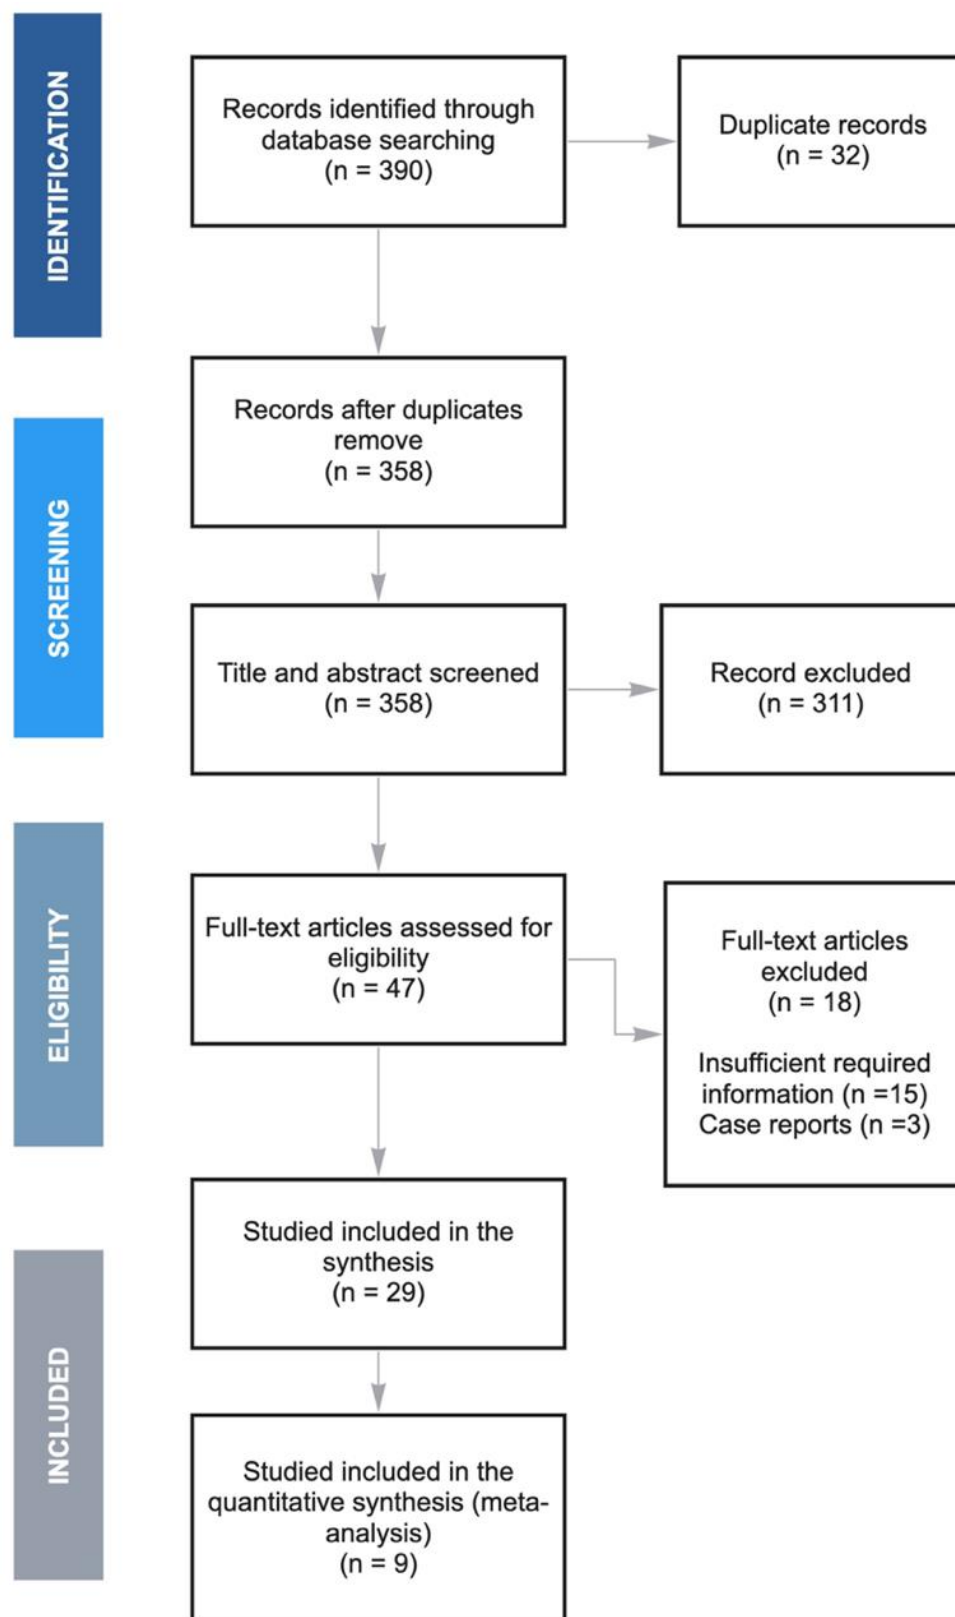 IDENTIFICATION
Records identified through
database searching
(n = 390)
Duplicate records
(n = 32)
SCREENING
Records after duplicates
remove
(n = 358)
Title and abstract screened
(n = 358)
Record excluded
(n = 311)
ELIGIBILITY
Full-text articles assessed for
eligibility
(n = 47)
Full-text articles
excluded
(n = 18)
Insufficient required
information (n =15)
Case reports (n =3)
INCLUDED
Studied included in the
synthesis
(n = 29)
Studied included in the
quantitative synthesis (meta-
analysis)
(n = 9)